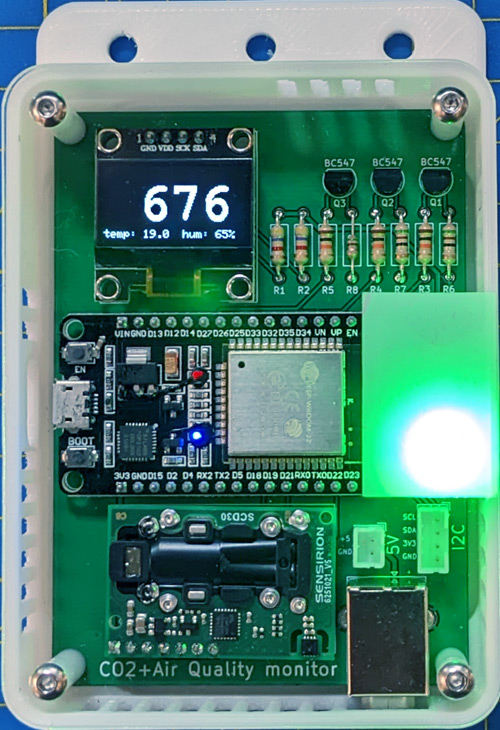 GND VDD SCK SDA
676
temp: 19.0 hum: 65%
BC547 BC547 BC547
Q3 Q2 Q1
R1 R2 R5 R8 R4 R7 R3 R6
VIN GND D13 D12 D14 D27 D26 D25 D33 D32 D35 D34 VN VP EN
EN
BOOT
3V3 GND D15 D2 D4 RX2 TX2 D5 D18 D19 D21 RX0 TX0 D22 D23
SCD30
SENSIRION
+5
GND
5V
SCL
SDA
3V3
GND
I2C
CO2+Air Quality monitor